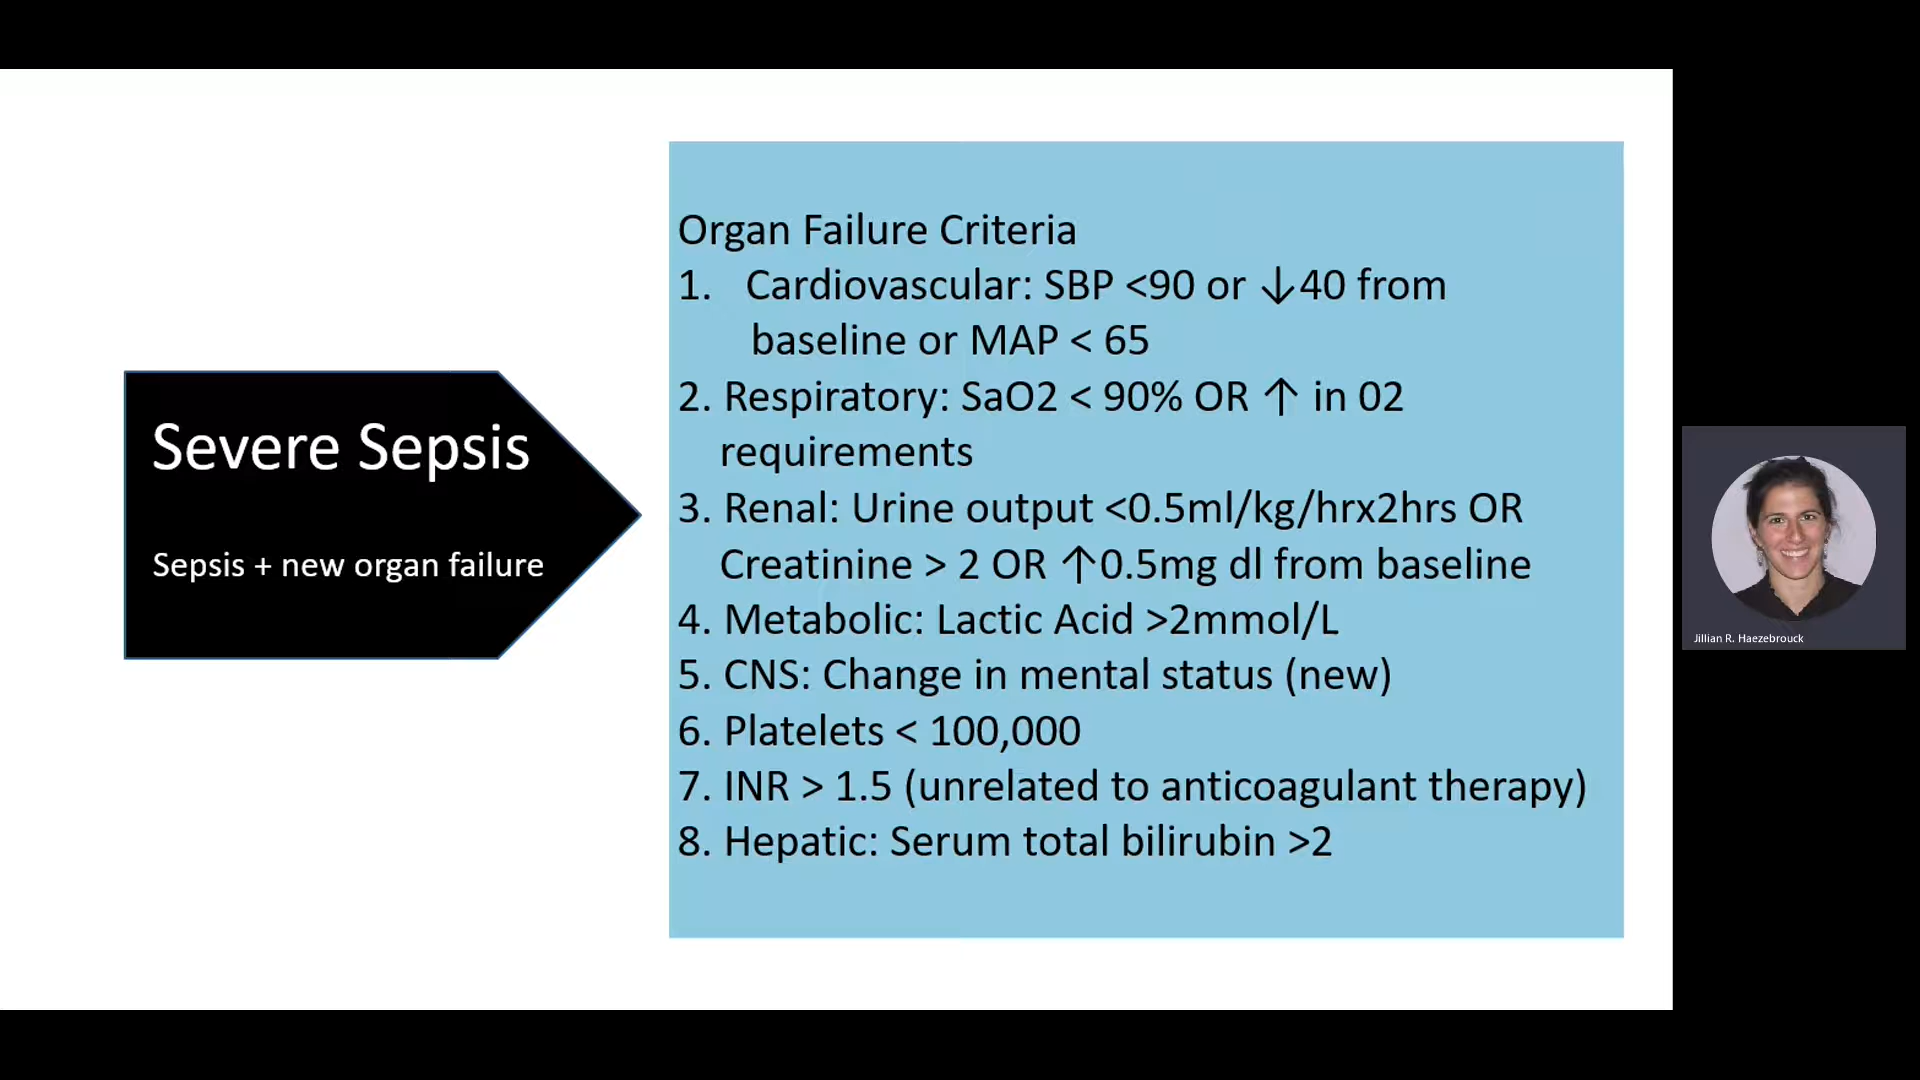 Severe Sepsis
Sepsis + new organ failure
Organ Failure Criteria
1. Cardiovascular: SBP <90 or ↓40 from
baseline or MAP < 65
2. Respiratory: SaO2 < 90% OR ↑ in 02
requirements
3. Renal: Urine output <0.5ml/kg/hrx2hrs OR
Creatinine > 2 OR ↑0.5mg dl from baseline
4. Metabolic: Lactic Acid >2mmol/L
5. CNS: Change in mental status (new)
6. Platelets < 100,000
7. INR > 1.5 (unrelated to anticoagulant therapy)
8. Hepatic: Serum total bilirubin >2
Jillian R. Haezebrouck